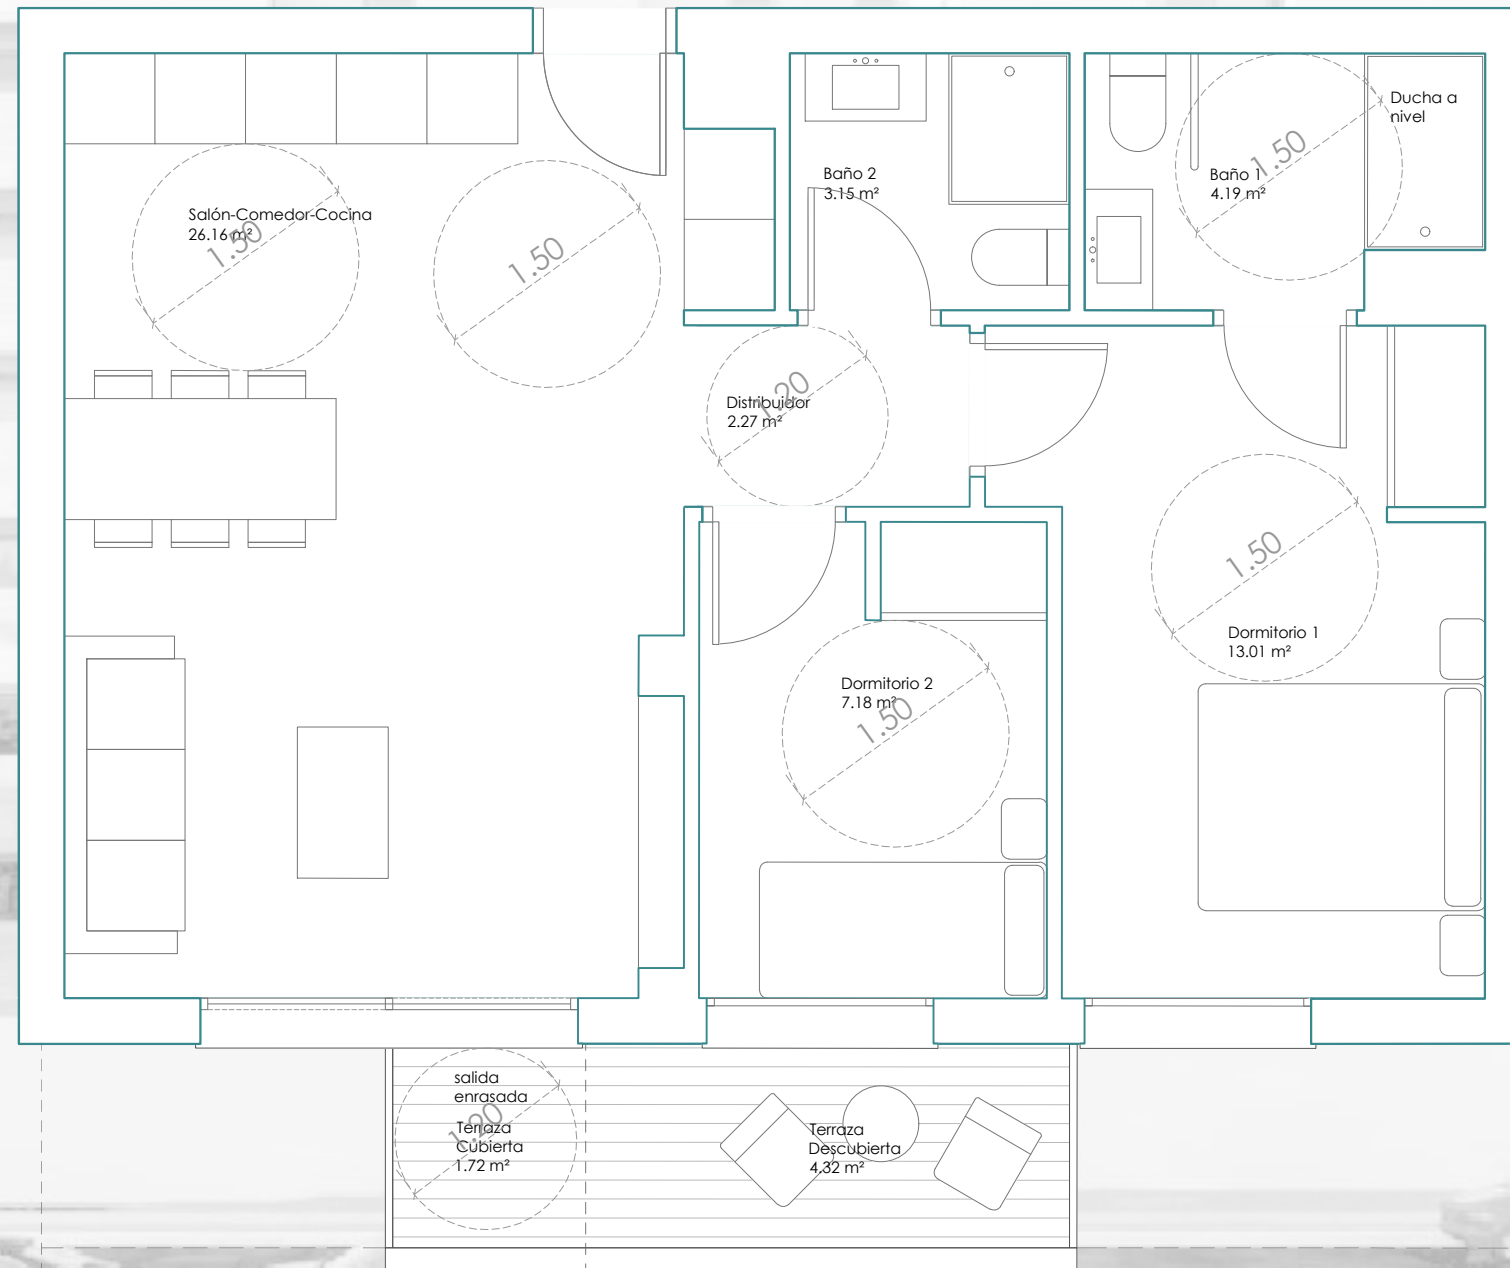 Ducha a
nivel
1.50
Baño 1
4.19 m²
Baño 2
3.15 m²
Salón-Comedor-Cocina
26.16 m²
1.50
1.50
Distribuidor
2.27 m²
1.20
1.50
Dormitorio 1
13.01 m²
Dormitorio 2
7.18 m²
1.50
salida
enrasada
1.20
Terraza
Cubierta
1.72 m²
Terraza
Descubierta
4.32 m²